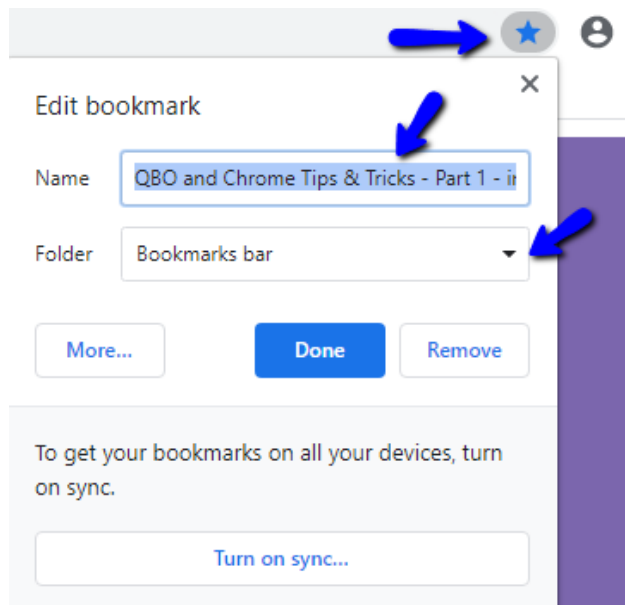 Edit bookmark
Name QBO and Chrome Tips & Tricks - Part 1 -
Folder Bookmarks bar
More... Done Remove
To get your bookmarks on all your devices, turn
on sync.
Turn on sync...